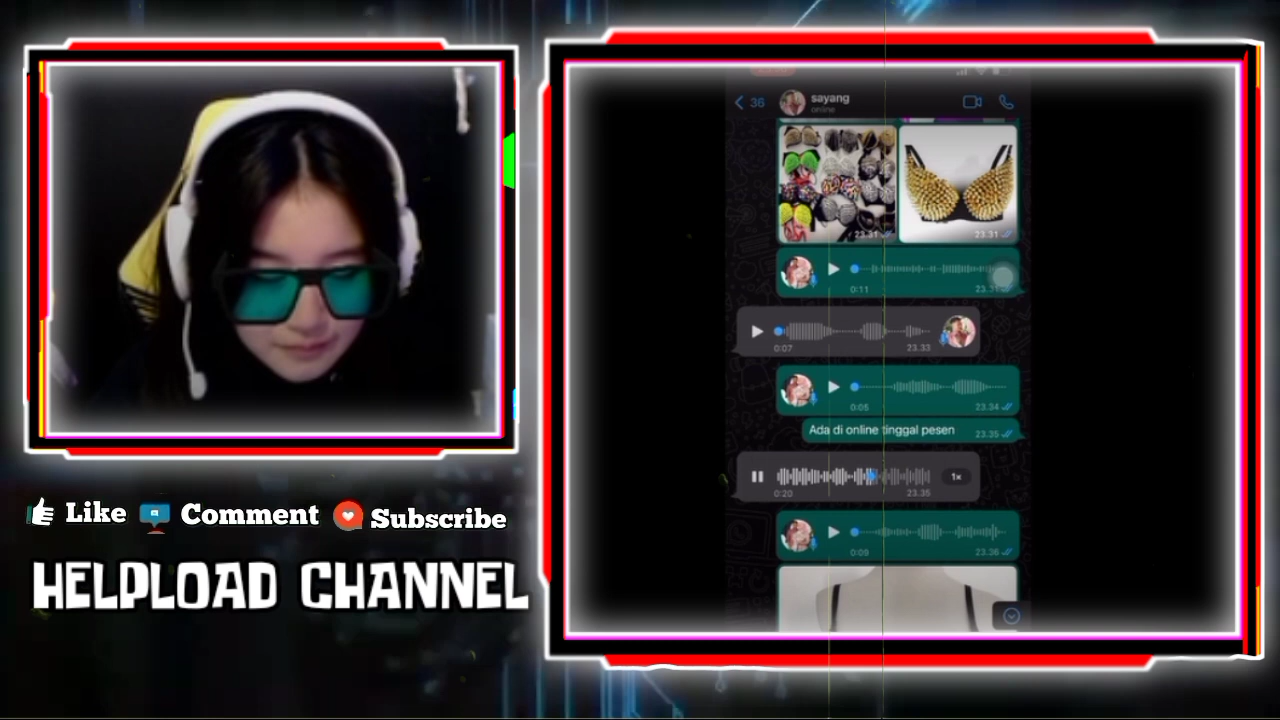 36
sayang
online
23.31
23.31
0:11
0:07
23.33
0:05
23.34
Ada di online tinggal pesen
23.35
1x
0:20
23.35
0:09
23.36
Like
Comment
Subscribe
HELPLOAD CHANNEL